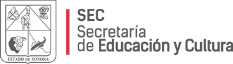 ESTADO DE SONORA
SEC
Secretaría
de Educación y Cultura